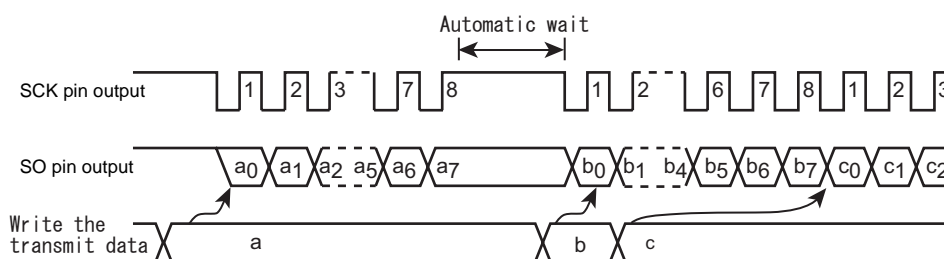 Automatic wait
SCK pin output 1 2 3 7 8 1 2 6 7 8 1 2 3
SO pin output a0 a1 a2 a5 a6 a7 b0 b1 b4 b5 b6 b7 c0 c1 c2
Write the
transmit data a b c